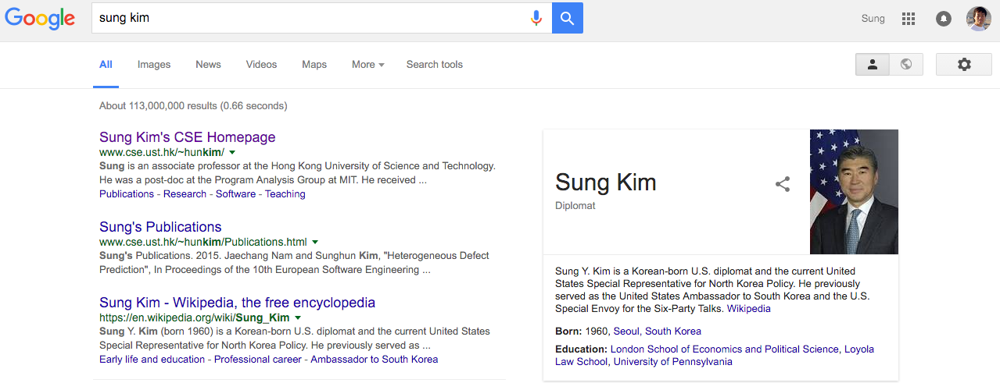 Google
sung kim
Sung
All Images News Videos Maps More Search tools
About 113,000,000 results (0.66 seconds)
Sung Kim's CSE Homepage
www.cse.ust.hk/~hunkim/
Sung is an associate professor at the Hong Kong University of Science and Technology.
He was a post-doc at the Program Analysis Group at MIT. He received ...
Publications - Research - Software - Teaching
Sung's Publications
www.cse.ust.hk/~hunkim/Publications.html
Sung's Publications. 2015. Jaechang Nam and Sunghun Kim, "Heterogeneous Defect
Prediction", In Proceedings of the 10th European Software Engineering ...
Sung Kim - Wikipedia, the free encyclopedia
https://en.wikipedia.org/wiki/Sung_Kim
Sung Y. Kim (born 1960) is a Korean-born U.S. diplomat and the current United States
Special Representative for North Korea Policy. He previously served as ...
Early life and education - Professional career - Ambassador to South Korea
Sung Kim
Diplomat
Sung Y. Kim is a Korean-born U.S. diplomat and the current United
States Special Representative for North Korea Policy. He previously
served as the United States Ambassador to South Korea and the U.S.
Special Envoy for the Six-Party Talks. Wikipedia
Born: 1960, Seoul, South Korea
Education: London School of Economics and Political Science, Loyola
Law School, University of Pennsylvania